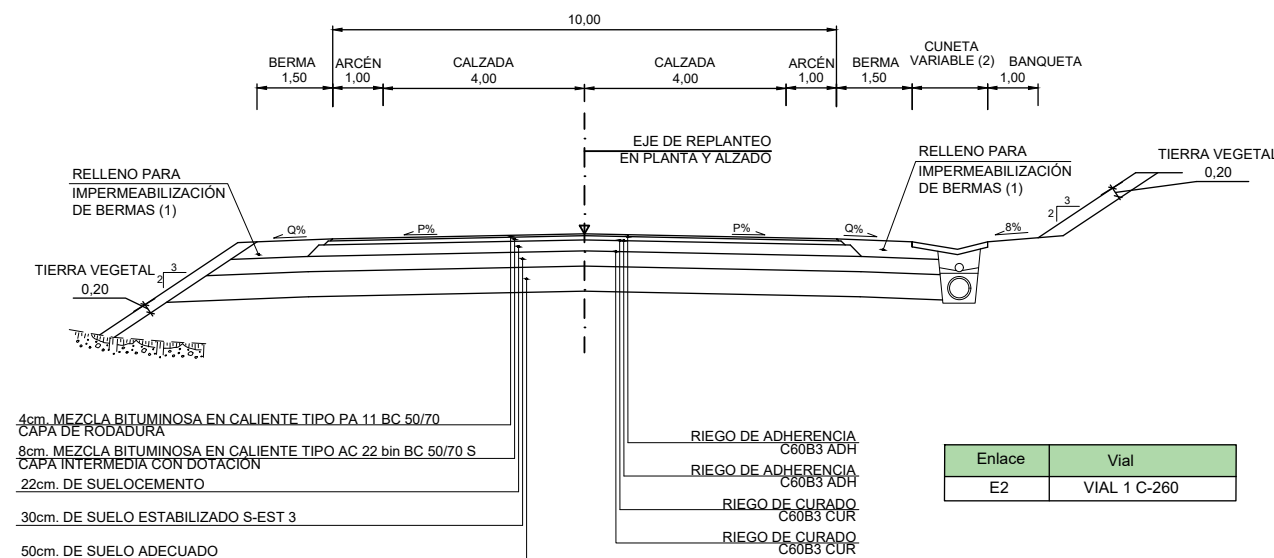 10,00
BERMA
1,50
ARCÉN
1,00
CALZADA
4,00
CALZADA
4,00
ARCÉN
1,00
BERMA
1,50
CUNETA
VARIABLE (2)
BANQUETA
1,00
EJE DE REPLANTEO
EN PLANTA Y ALZADO
RELLENO PARA
IMPERMEABILIZACIÓN
DE BERMAS (1)
RELLENO PARA
IMPERMEABILIZACIÓN
DE BERMAS (1)
TIERRA VEGETAL
0,20
3
2
Q%
P%
P%
Q%
8%
TIERRA VEGETAL
0,20
3
2
4cm. MEZCLA BITUMINOSA EN CALIENTE TIPO PA 11 BC 50/70
CAPA DE RODADURA
8cm. MEZCLA BITUMINOSA EN CALIENTE TIPO AC 22 bin BC 50/70 S
CAPA INTERMEDIA CON DOTACIÓN
22cm. DE SUELOCEMENTO
30cm. DE SUELO ESTABILIZADO S-EST 3
50cm. DE SUELO ADECUADO
RIEGO DE ADHERENCIA
C60B3 ADH
RIEGO DE ADHERENCIA
C60B3 ADH
RIEGO DE CURADO
C60B3 CUR
RIEGO DE CURADO
C60B3 CUR
Enlace Vial
E2 VIAL 1 C-260